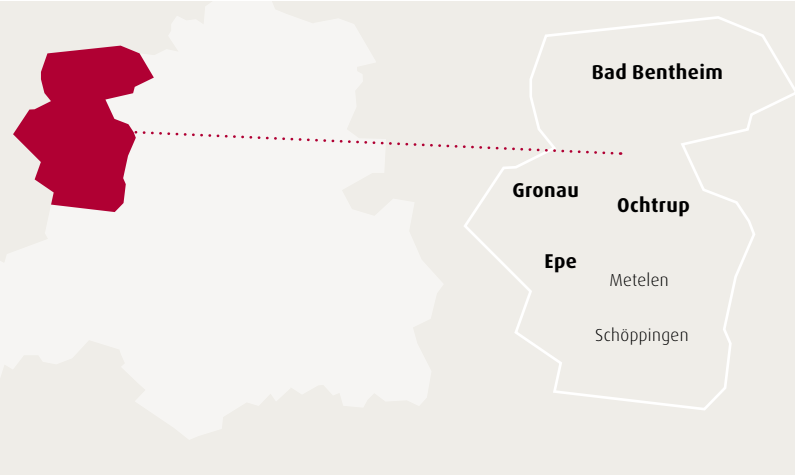 Bad Bentheim
Gronau
Ochtrup
Epe
Metelen
Schöppingen